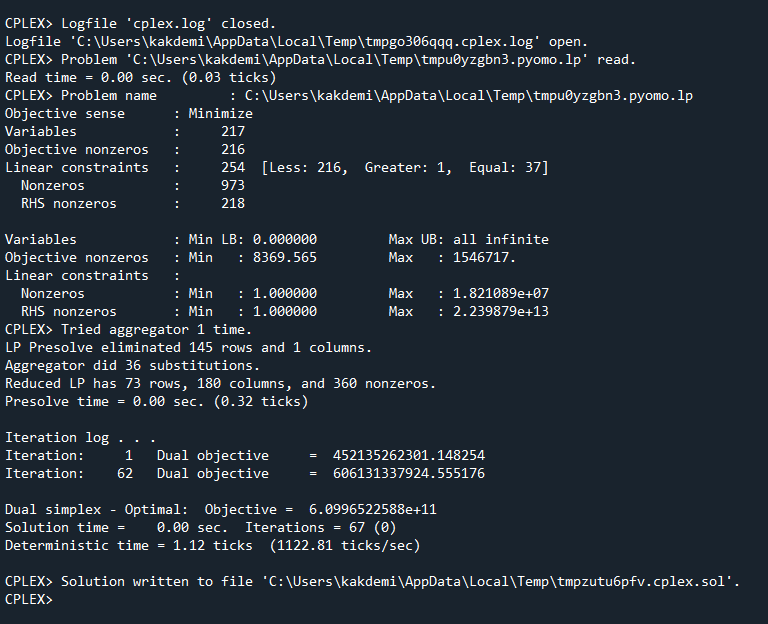 CPLEX> Logfile 'cplex.log' closed.
Logfile 'C:\Users\kakdemi\AppData\Local\Temp\tmpgo306qqq.cplex.log' open.
CPLEX> Problem 'C:\Users\kakdemi\AppData\Local\Temp\tmpu0yzgbn3.pyomo.lp' read.
Read time = 0.00 sec. (0.03 ticks)
CPLEX> Problem name         : C:\Users\kakdemi\AppData\Local\Temp\tmpu0yzgbn3.pyomo.lp
Objective sense      : Minimize
Variables            :     217
Objective nonzeros   :     216
Linear constraints   :     254  [Less: 216,  Greater: 1,  Equal: 37]
  Nonzeros           :     973
  RHS nonzeros       :     218

Variables            : Min LB: 0.000000         Max UB: all infinite
Objective nonzeros   : Min   : 8369.565         Max   : 1546717.
Linear constraints   :
  Nonzeros           : Min   : 1.000000         Max   : 1.821089e+07
  RHS nonzeros       : Min   : 1.000000         Max   : 2.239879e+13
CPLEX> Tried aggregator 1 time.
LP Presolve eliminated 145 rows and 1 columns.
Aggregator did 36 substitutions.
Reduced LP has 73 rows, 180 columns, and 360 nonzeros.
Presolve time = 0.00 sec. (0.32 ticks)

Iteration log . . .
Iteration:     1   Dual objective     =  452135262301.148254
Iteration:    62   Dual objective     =  606131337924.555176

Dual simplex - Optimal:  Objective =  6.0996522588e+11
Solution time =    0.00 sec.  Iterations = 67 (0)
Deterministic time = 1.12 ticks  (1122.81 ticks/sec)

CPLEX> Solution written to file 'C:\Users\kakdemi\AppData\Local\Temp\tmpzutu6pfv.cplex.sol'.
CPLEX>